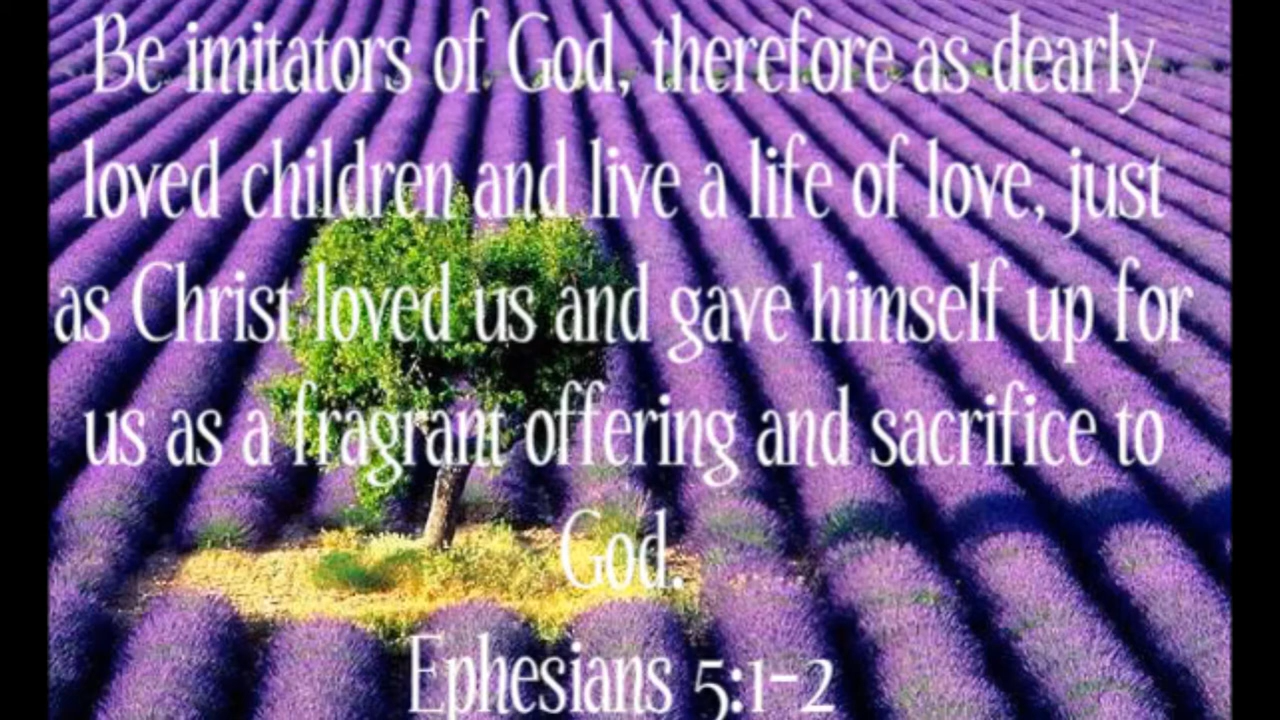 Be imitators of God, therefore as dearly
loved children and live a life of love, just
as Christ loved us and gave himself up for
us as a fragrant offering and sacrifice to
God.
Ephesians 5:1-2